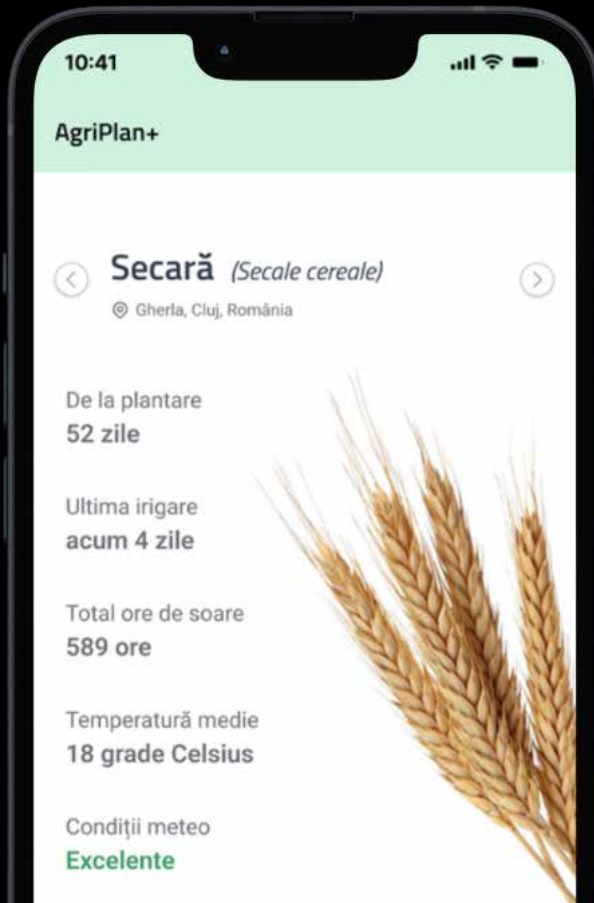 10:41
AgriPlan+
Secară (Secale cereale)
Gherla, Cluj, România
De la plantare
52 zile
Ultima irigare
acum 4 zile
Total ore de soare
589 ore
Temperatură medie
18 grade Celsius
Condiții meteo
Excelente